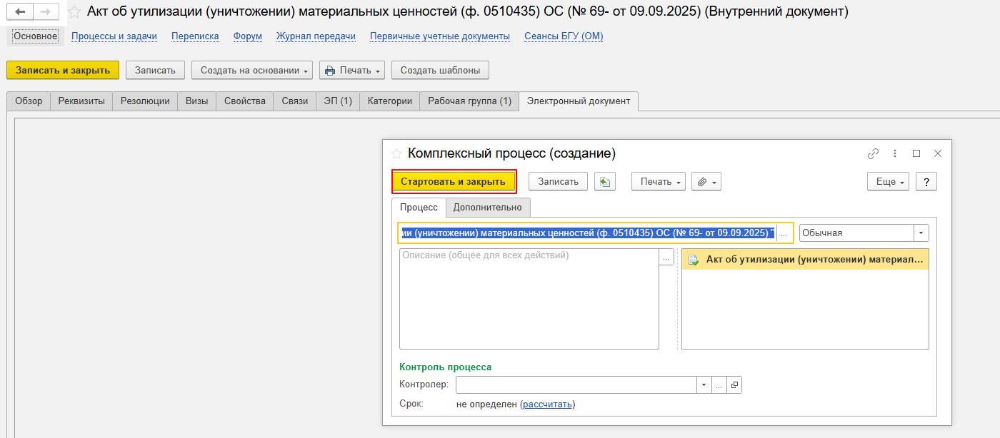 Акт об утилизации (уничтожении) материальных ценностей (ф. 0510435) ОС (№ 69- от 09.09.2025) (Внутренний документ)
Основное Процессы и задачи Переписка Форум Журнал передачи Первичные учетные документы Сеансы БГУ (ОМ)
Записать и закрыть Записать Создать на основании Печать Создать шаблоны
Обзор Реквизиты Резолюции Визы Свойства Связи ЭП (1) Категории Рабочая группа (1) Электронный документ
Комплексный процесс (создание)
Стартовать и закрыть Записать Печать Еще ?
Процесс Дополнительно
ии (уничтожении) материальных ценностей (ф. 0510435) ОС (№ 69- от 09.09.2025) " ... Обычная
Описание (общее для всех действий) ... Акт об утилизации (уничтожении) материал...
Контроль процесса
Контролер: ...
Срок: не определен (рассчитать)